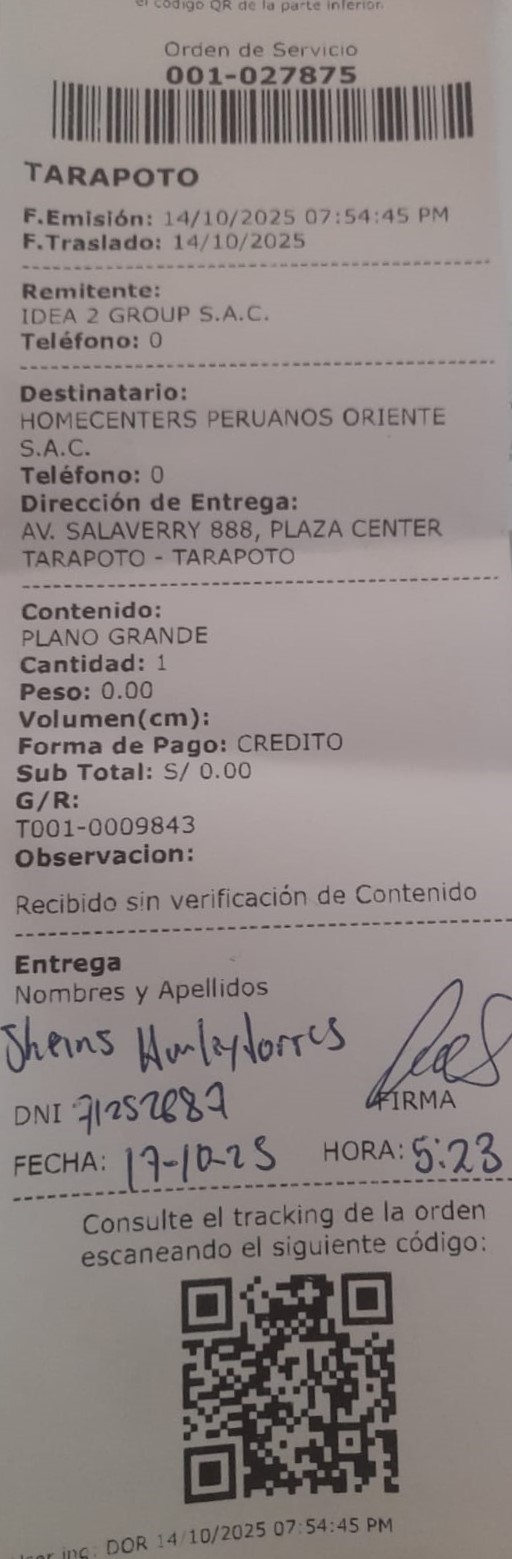 el código QR de la parte inferior.
Orden de Servicio
001-027875
TARAPOTO
F.Emisión: 14/10/2025 07:54:45 PM
F.Traslado: 14/10/2025
Remitente:
IDEA 2 GROUP S.A.C.
Teléfono: 0
Destinatario:
HOMECENTERS PERUANOS ORIENTE
S.A.C.
Teléfono: 0
Dirección de Entrega:
AV. SALAVERRY 888, PLAZA CENTER
TARAPOTO - TARAPOTO
Contenido:
PLANO GRANDE
Cantidad: 1
Peso: 0.00
Volumen(cm):
Forma de Pago: CREDITO
Sub Total: S/ 0.00
G/R:
T001-0009843
Observacion:
Recibido sin verificación de Contenido
Entrega
Nombres y Apellidos
DNI 71252687
FIRMA
FECHA: 17-10-25 HORA: 5:23
Consulte el tracking de la orden
escaneando el siguiente código:
DOR 14/10/2025 07:54:45 PM